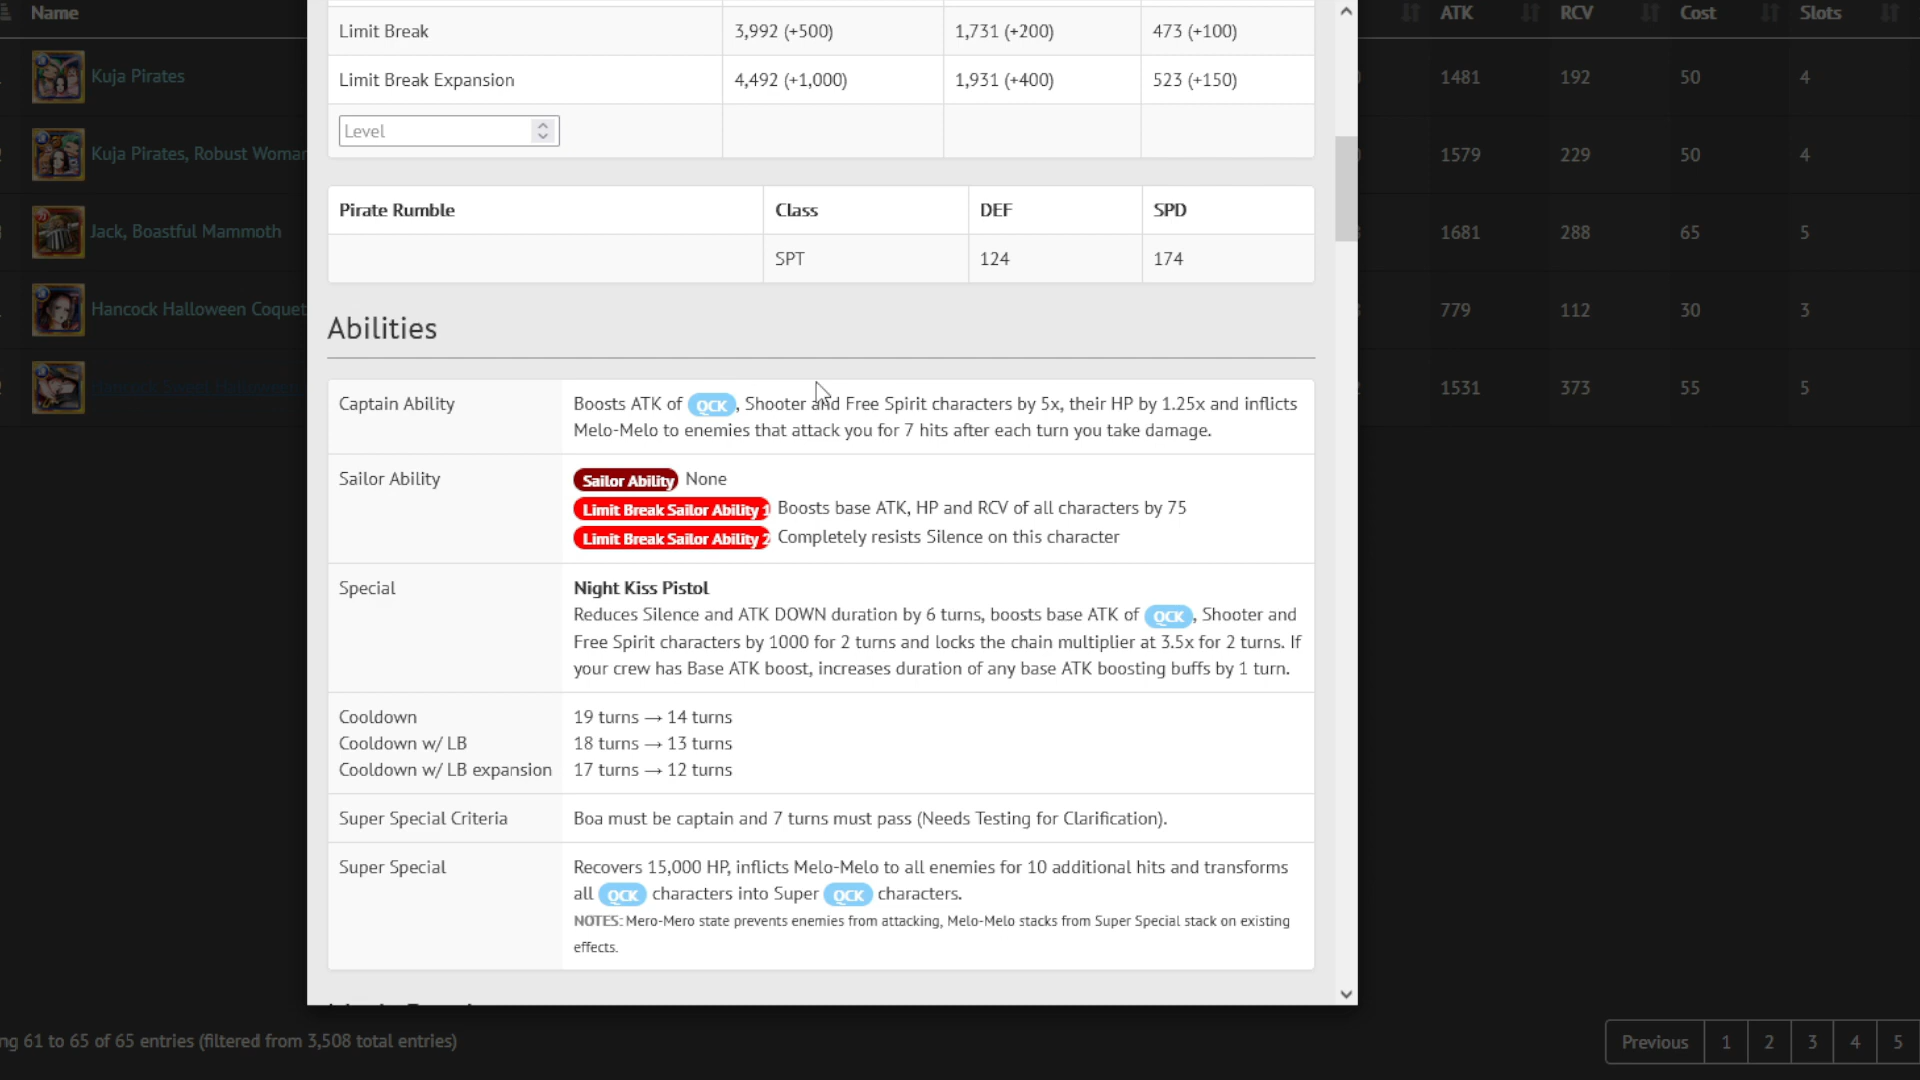 Name
ATK RCV Cost Slots
Limit Break 3,992 (+500) 1,731 (+200) 473 (+100)
Kuja Pirates 1481 192 50 4
Limit Break Expansion 4,492 (+1,000) 1,931 (+400) 523 (+150)
Level
Kuja Pirates, Robust Woman 1579 229 50 4
Pirate Rumble Class DEF SPD
Jack, Boastful Mammoth 1681 288 65 5
SPT 124 174
Hancock Halloween Coquet 779 112 30 3
Abilities
1531 373 55 5
Captain Ability
Boosts ATK of QCK, Shooter and Free Spirit characters by 5x, their HP by 1.25x and inflicts
Melo-Melo to enemies that attack you for 7 hits after each turn you take damage.
Sailor Ability
Sailor Ability None
Limit Break Sailor Ability 1 Boosts base ATK, HP and RCV of all characters by 75
Limit Break Sailor Ability 2 Completely resists Silence on this character
Special
Night Kiss Pistol
Reduces Silence and ATK DOWN duration by 6 turns, boosts base ATK of QCK, Shooter and
Free Spirit characters by 1000 for 2 turns and locks the chain multiplier at 3.5x for 2 turns. If
your crew has Base ATK boost, increases duration of any base ATK boosting buffs by 1 turn.
Cooldown 19 turns → 14 turns
Cooldown w/ LB 18 turns → 13 turns
Cooldown w/ LB expansion 17 turns → 12 turns
Super Special Criteria Boa must be captain and 7 turns must pass (Needs Testing for Clarification).
Super Special
Recovers 15,000 HP, inflicts Melo-Melo to all enemies for 10 additional hits and transforms
all QCK characters into Super QCK characters.
NOTES: Mero-Mero state prevents enemies from attacking, Melo-Melo stacks from Super Special stack on existing
effects.
ng 61 to 65 of 65 entries (filtered from 3,508 total entries)
Previous 1 2 3 4 5